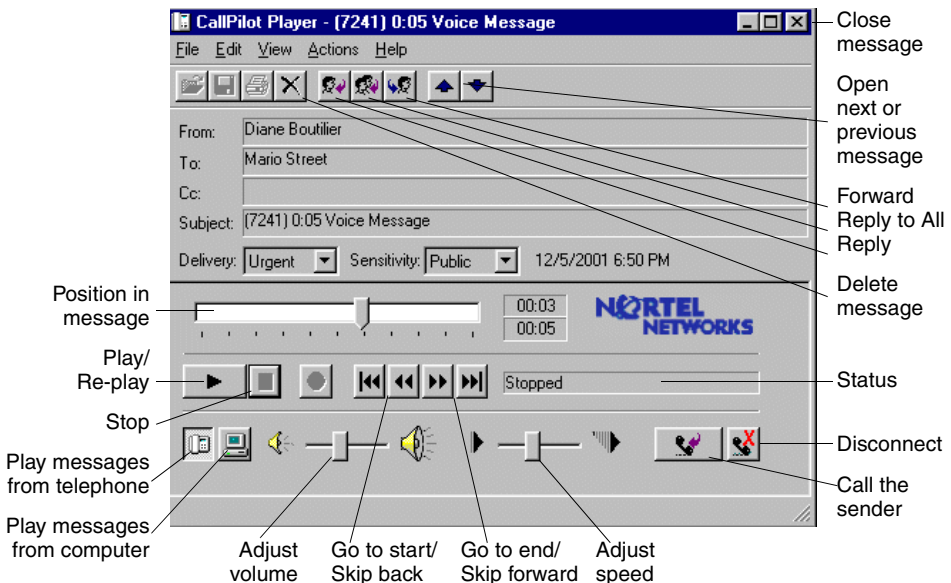 CallPilot Player - (7241) 0:05 Voice Message
File Edit View Actions Help
From: Diane Boutilier
To: Mario Street
Cc:
Subject: (7241) 0:05 Voice Message
Delivery: Urgent Sensitivity: Public 12/5/2001 6:50 PM
00:03
00:05
NORTEL
NETWORKS
Stopped
Close
message
Open
next or
previous
message
Forward
Reply to All
Reply
Delete
message
Status
Disconnect
Call the
sender
Position in
message
Play/
Re-play
Stop
Play messages
from telephone
Play messages
from computer
Adjust
volume
Go to start/
Skip back
Go to end/
Skip forward
Adjust
speed